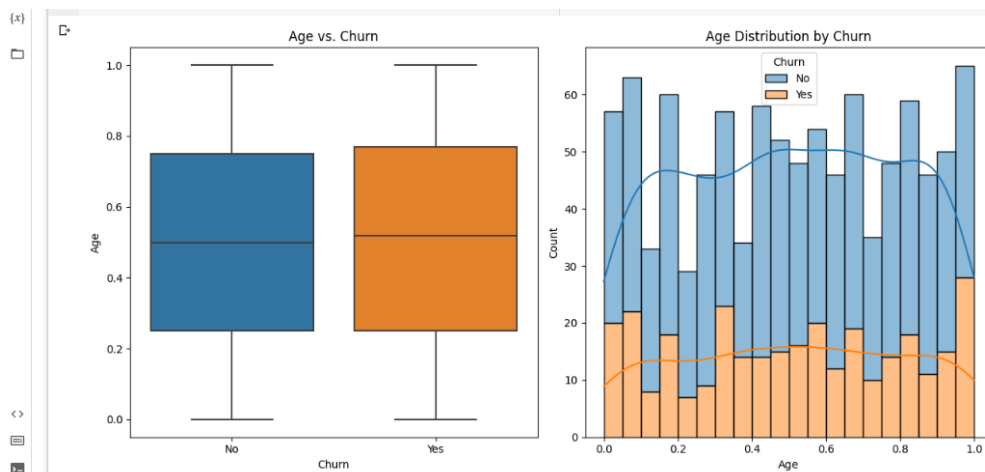 {x}
Age vs. Churn
1.0
0.8
0.6
0.4
0.2
0.0
Age
No
Yes
Churn
<>
Age Distribution by Churn
Churn
No
Yes
60
50
40
30
20
10
0
Count
0.0
0.2
0.4
0.6
0.8
1.0
Age